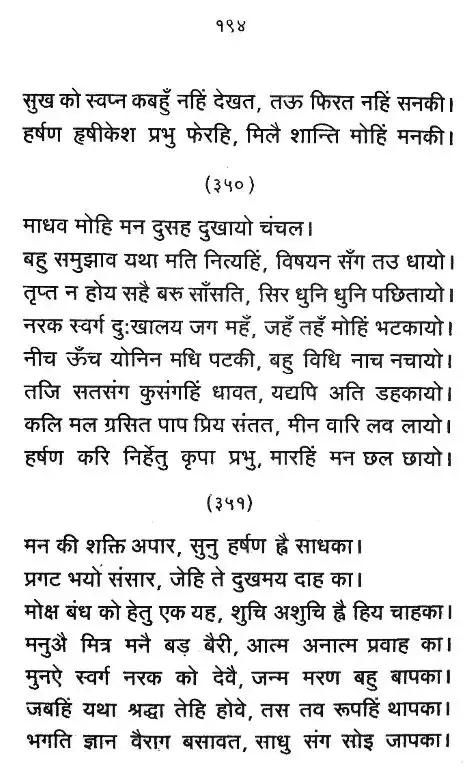 १९४
सुख को स्वप्न कबहुँ नहिं देखत, तऊ फिरत नहिं सनकी।
हर्षण हृषीकेश प्रभु फेरहि, मिलै शान्ति मोहिं मनकी।
(३५०)
माधव मोहि मन दुसह दुखायो चंचल।
बहु समुझाव यथा मति नित्यहिं, विषयन सँग तउ धायो।
तृप्त न होय सहै बरु साँसति, सिर धुनि धुनि पछितायो।
नरक स्वर्ग दुःखालय जग महँ, जहँ तहँ मोहिं भटकायो।
नीच ऊँच योनिन मधि पटकी, बहु विधि नाच नचायो।
तजि सतसंग कुसंगहिं धावत, यद्यपि अति डहकायो।
कलि मल ग्रसित पाप प्रिय संतत, मीन वारि लव लायो।
हर्षण करि निर्हेतु कृपा प्रभु, मारहिं मन छल छायो।
(३५१)
मन की शक्ति अपार, सुनु हर्षण ह्वै साधका।
प्रगट भयो संसार, जेहि ते दुखमय दाह का।
मोक्ष बंध को हेतु एक यह, शुचि अशुचि ह्वै हिय चाहका।
मनुऐ मित्र मनै बड़ बैरी, आत्म अनात्म प्रवाह का।
मुनऐ स्वर्ग नरक को देवै, जन्म मरण बहु बापका।
जबहिं यथा श्रद्धा तेहि होवे, तस तव रूपहिं थापका।
भगति ज्ञान वैराग बसावत, साधु संग सोइ जापका।